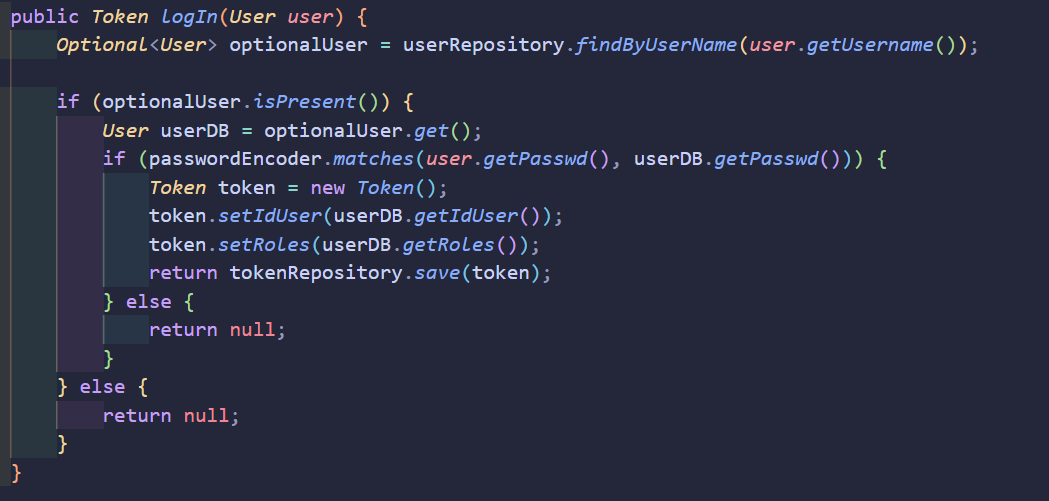 public Token logIn(User user) {
    Optional<User> optionalUser = userRepository.findByUserName(user.getUsername());

    if (optionalUser.isPresent()) {
        User userDB = optionalUser.get();
        if (passwordEncoder.matches(user.getPasswd(), userDB.getPasswd())) {
            Token token = new Token();
            token.setIdUser(userDB.getIdUser());
            token.setRoles(userDB.getRoles());
            return tokenRepository.save(token);
        } else {
            return null;
        }
    } else {
        return null;
    }
}